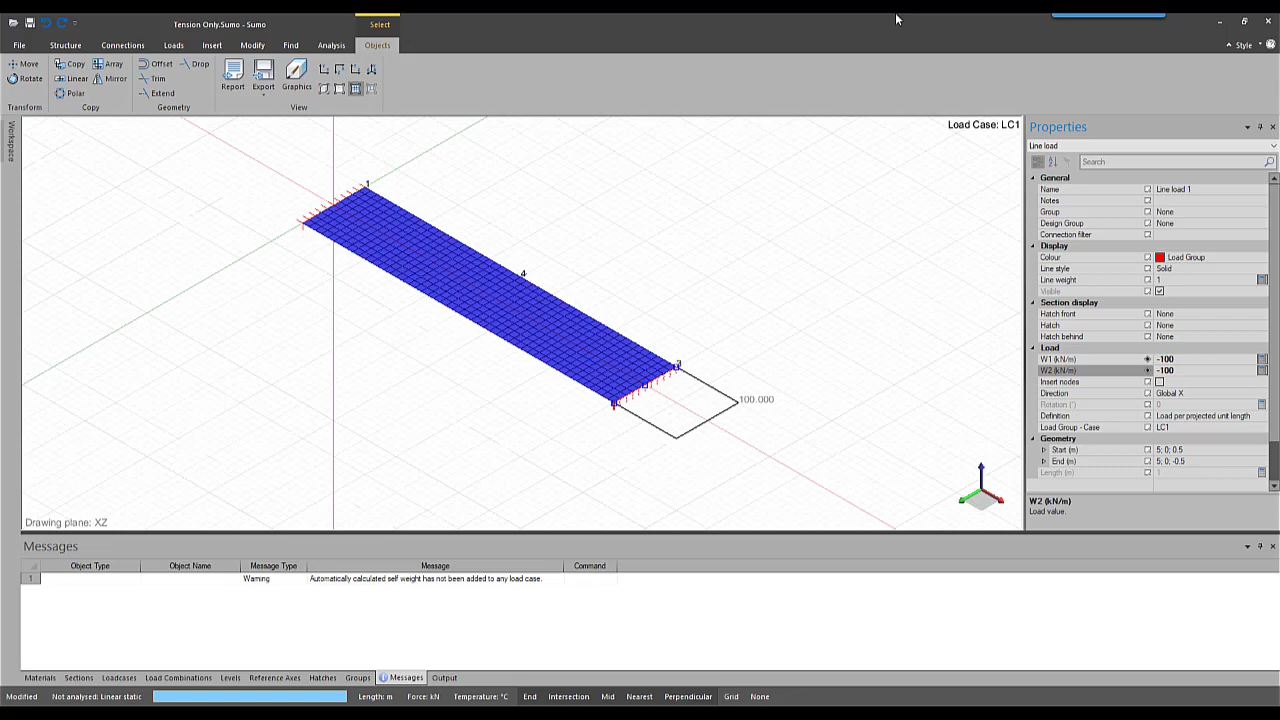 Tension Only.Sumo - Sumo
Select
File Structure Connections Loads Insert Modify Find Analysis Objects
Style
Move Copy Array Offset Drop
Rotate Linear Mirror Trim
Polar Extend
Report Export Graphics
Transform Copy Geometry View
Workspace
Load Case: LC1
1
4
3
100.000
Drawing plane: XZ
Properties
Line load
Search
General
Name Line load 1
Notes
Group None
Design Group None
Connection filter
Display
Colour Load Group
Line style Solid
Line weight 1
Visible
Section display
Hatch front None
Hatch None
Hatch behind None
Load
W1 (kN/m) -100
W2 (kN/m) -100
Insert nodes
Direction Global X
Rotation (°) 0
Definition Load per projected unit length
Load Group - Case LC1
Geometry
Start (m) 5; 0; 0.5
End (m) 5; 0; -0.5
Length (m) 1
W2 (kN/m)
Load value.
Messages
Object Type Object Name Message Type Message Command
1 Warning Automatically calculated self weight has not been added to any load case.
Materials Sections Loadcases Load Combinations Levels Reference Axes Hatches Groups Messages Output
Modified Not analysed: Linear static Length: m Force: kN Temperature: °C End Intersection Mid Nearest Perpendicular Grid None